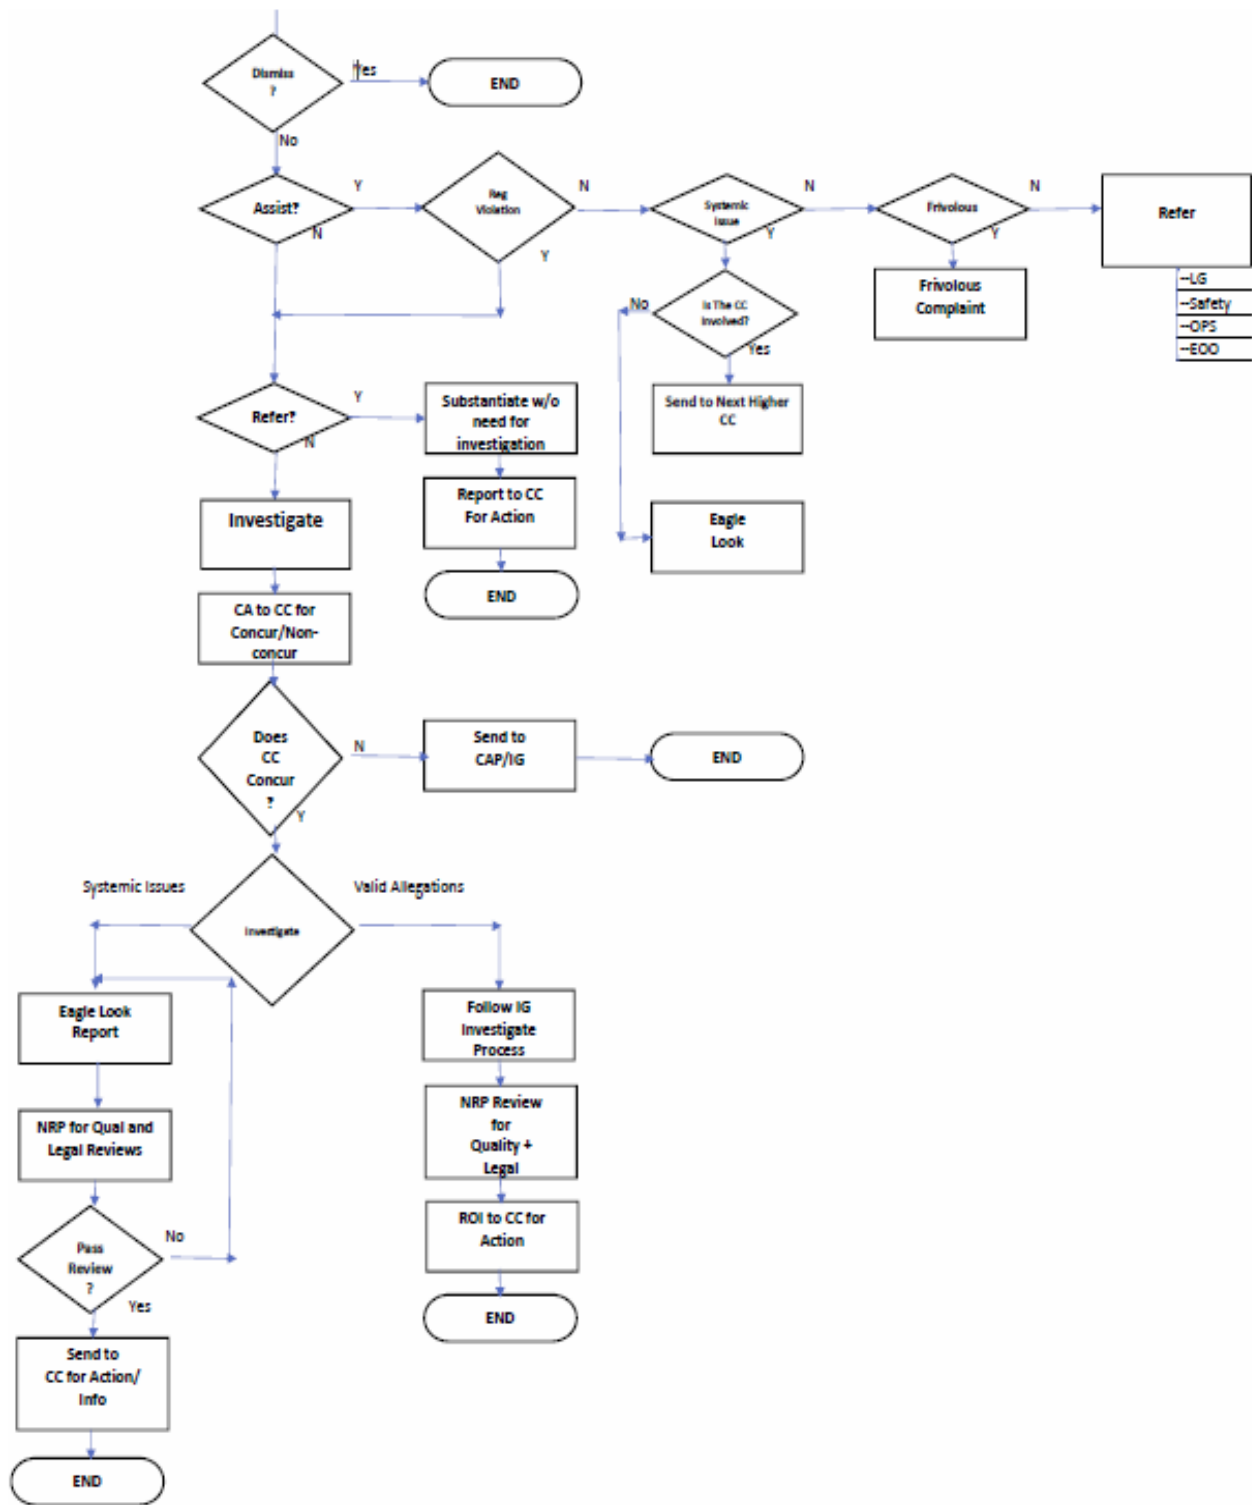 Dismiss
?
Yes
END
No
Assist?
Y
N
Reg
Violation
N
Y
Systemic
Issue
N
Y
Frivolous
N
Y
Refer
--LG
--Safety
--OPS
--EOO
Frivolous
Complaint
No
Is The CC
Involved?
Yes
Send to Next Higher
CC
Eagle
Look
Refer?
Y
N
Substantiate w/o
need for
investigation
Report to CC
For Action
END
Investigate
CA to CC for
Concur/Non-
concur
Does
CC
Concur
?
N
Y
Send to
CAP/IG
END
Systemic Issues
Valid Allegations
Investigate
Eagle Look
Report
NRP for Qual and
Legal Reviews
Pass
Review
?
No
Yes
Send to
CC for Action/
Info
END
Follow IG
Investigate
Process
NRP Review
for
Quality +
Legal
ROI to CC for
Action
END